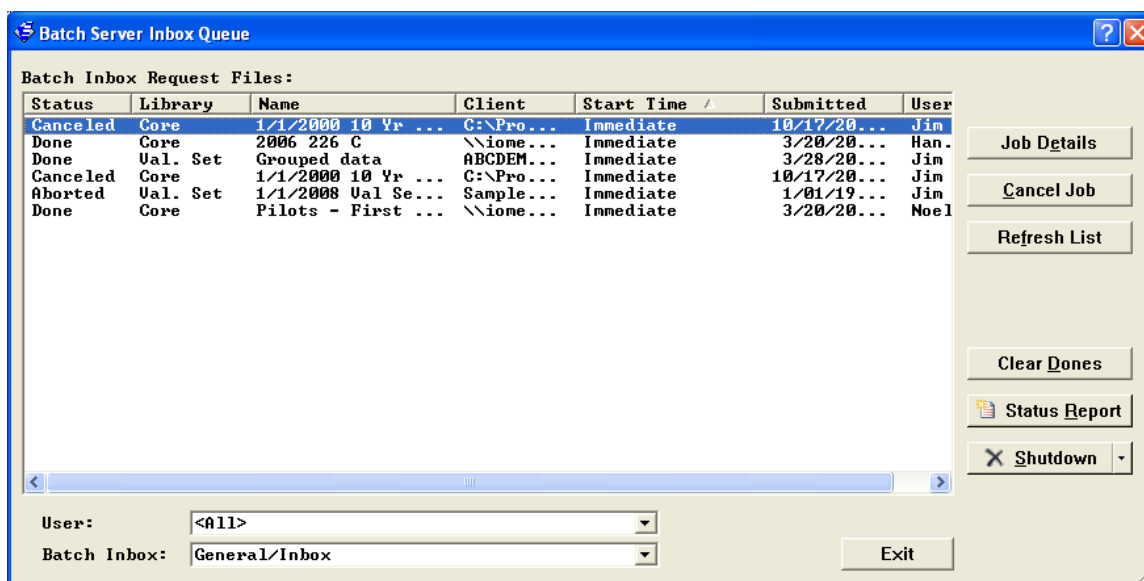 Batch Server Inbox Queue
Batch Inbox Request Files:
Status Library Name Client Start Time Submitted User
Canceled Core 1/1/2000 10 Yr ... C:\Pro... Immediate 10/17/20... Jim
Done Core 2006 226 C \\iome... Immediate 3/20/20... Han.
Done Val. Set Grouped data ABCDEM... Immediate 3/28/20... Jim
Canceled Core 1/1/2000 10 Yr ... C:\Pro... Immediate 10/17/20... Jim
Aborted Val. Set 1/1/2008 Val Se... Sample... Immediate 1/01/19... Jim
Done Core Pilots - First ... \\iome... Immediate 3/20/20... Noel
Job Details
Cancel Job
Refresh List
Clear Dones
Status Report
Shutdown
User: <All>
Batch Inbox: General/Inbox
Exit